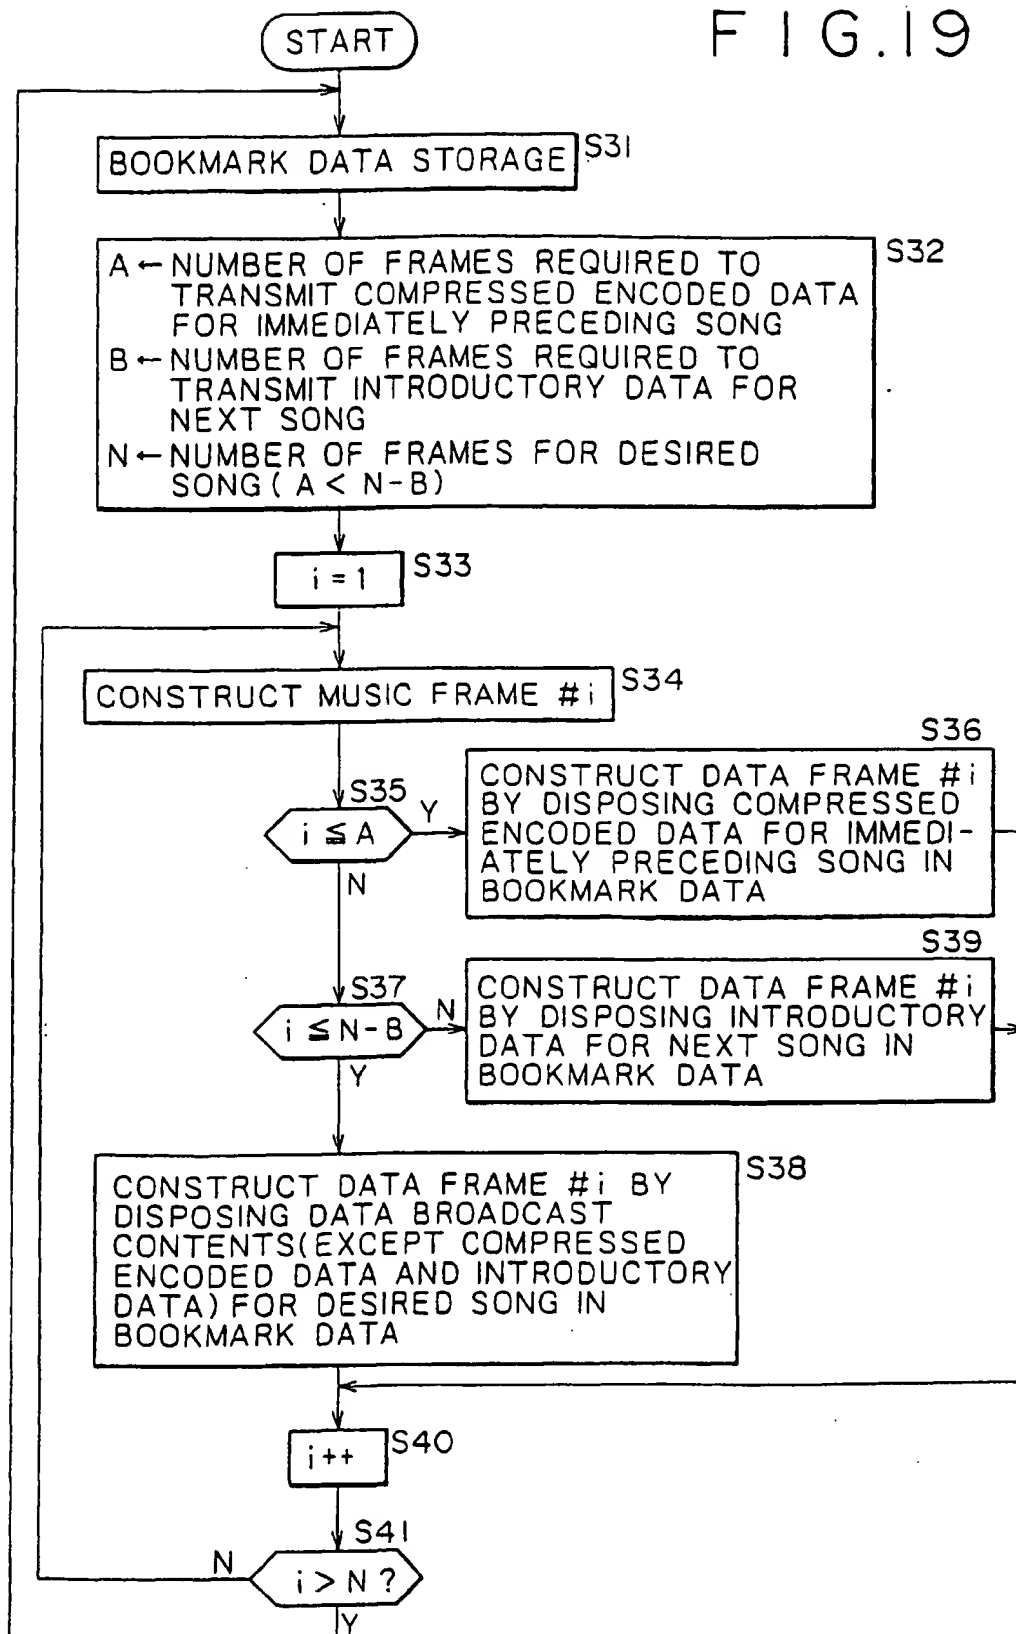 FIG.19
START
BOOKMARK DATA STORAGE
S31
S32
A←NUMBER OF FRAMES REQUIRED TO
TRANSMIT COMPRESSED ENCODED DATA
FOR IMMEDIATELY PRECEDING SONG
B←NUMBER OF FRAMES REQUIRED TO
TRANSMIT INTRODUCTORY DATA FOR
NEXT SONG
N←NUMBER OF FRAMES FOR DESIRED
SONG(A<N-B)
i=1
S33
CONSTRUCT MUSIC FRAME #i
S34
S35
i≦A
Y
N
S36
CONSTRUCT DATA FRAME #i
BY DISPOSING COMPRESSED
ENCODED DATA FOR IMMEDI-
ATELY PRECEDING SONG IN
BOOKMARK DATA
S37
i≦N-B
N
Y
S39
CONSTRUCT DATA FRAME #i
BY DISPOSING INTRODUCTORY
DATA FOR NEXT SONG IN
BOOKMARK DATA
S38
CONSTRUCT DATA FRAME #i BY
DISPOSING DATA BROADCAST
CONTENTS(EXCEPT COMPRESSED
ENCODED DATA AND INTRODUCTORY
DATA)FOR DESIRED SONG IN
BOOKMARK DATA
i++
S40
S41
i>N?
N
Y